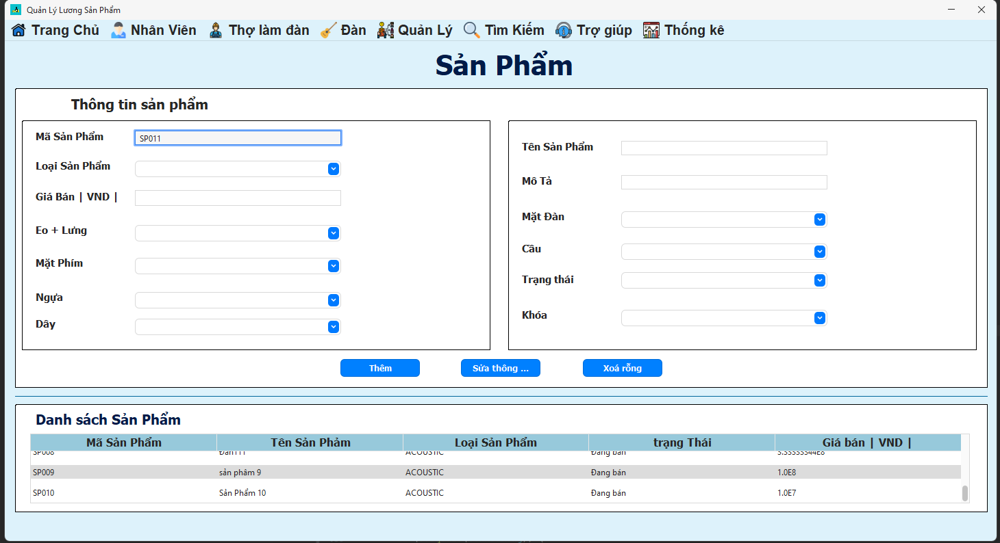 Quản Lý Lương Sản Phẩm
Trang Chủ Nhân Viên Thợ làm đàn Đàn Quản Lý Tìm Kiếm Trợ giúp Thống kê
Sản Phẩm
Thông tin sản phẩm
Mã Sản Phẩm SP011
Loại Sản Phẩm
Giá Bán | VND |
Eo + Lưng
Mặt Phím
Ngựa
Dây
Tên Sản Phẩm
Mô Tả
Mặt Đàn
Cầu
Trạng thái
Khóa
Thêm Sửa thông ... Xoá rỗng
Danh sách Sản Phẩm
Mã Sản Phẩm Tên Sản Phảm Loại Sản Phẩm trạng Thái Giá bán | VND |
SP008 Đàn111 ACOUSTIC Đang bán 3.33333344E8
SP009 sản phâm 9 ACOUSTIC Đang bán 1.0E8
SP010 Sản Phẩm 10 ACOUSTIC Đang bán 1.0E7